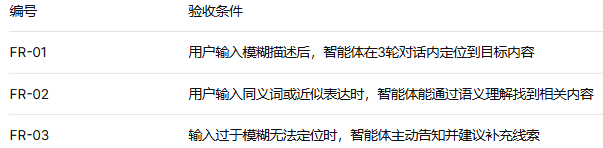 编号 验收条件
FR-01 用户输入模糊描述后，智能体在3轮对话内定位到目标内容
FR-02 用户输入同义词或近似表达时，智能体能通过语义理解找到相关内容
FR-03 输入过于模糊无法定位时，智能体主动告知并建议补充线索